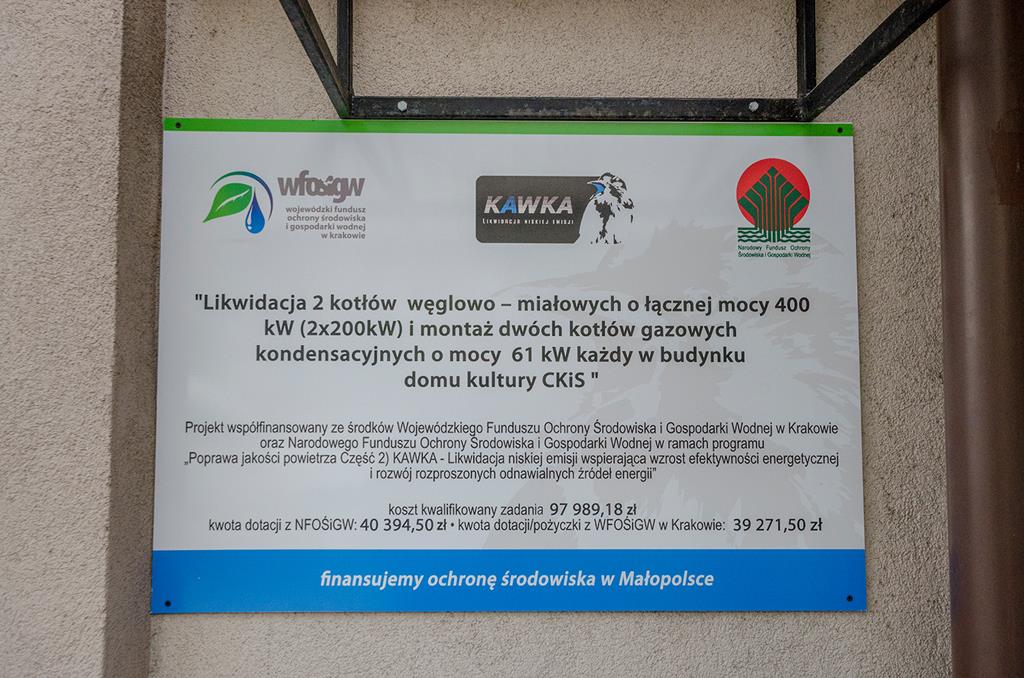 wfosigw
wojewódzki fundusz
ochrony środowiska
i gospodarki wodnej
w krakowie
KAWKA
LIKWIDACJA NISKIEJ EMISJI
Narodowy Fundusz Ochrony
Środowiska i Gospodarki Wodnej
"Likwidacja 2 kotłów węglowo – miałowych o łącznej mocy 400
kW (2x200kW) i montaż dwóch kotłów gazowych
kondensacyjnych o mocy 61 kW każdy w budynku
domu kultury CKiS "
Projekt współfinansowany ze środków Wojewódzkiego Funduszu Ochrony Środowiska i Gospodarki Wodnej w Krakowie
oraz Narodowego Funduszu Ochrony Środowiska i Gospodarki Wodnej w ramach programu
„Poprawa jakości powietrza Część 2) KAWKA - Likwidacja niskiej emisji wspierająca wzrost efektywności energetycznej
i rozwój rozproszonych odnawialnych źródeł energii”
koszt kwalifikowany zadania 97 989,18 zł
kwota dotacji z NFOŚiGW: 40 394,50 zł • kwota dotacji/pożyczki z WFOŚiGW w Krakowie: 39 271,50 zł
finansujemy ochronę środowiska w Małopolsce